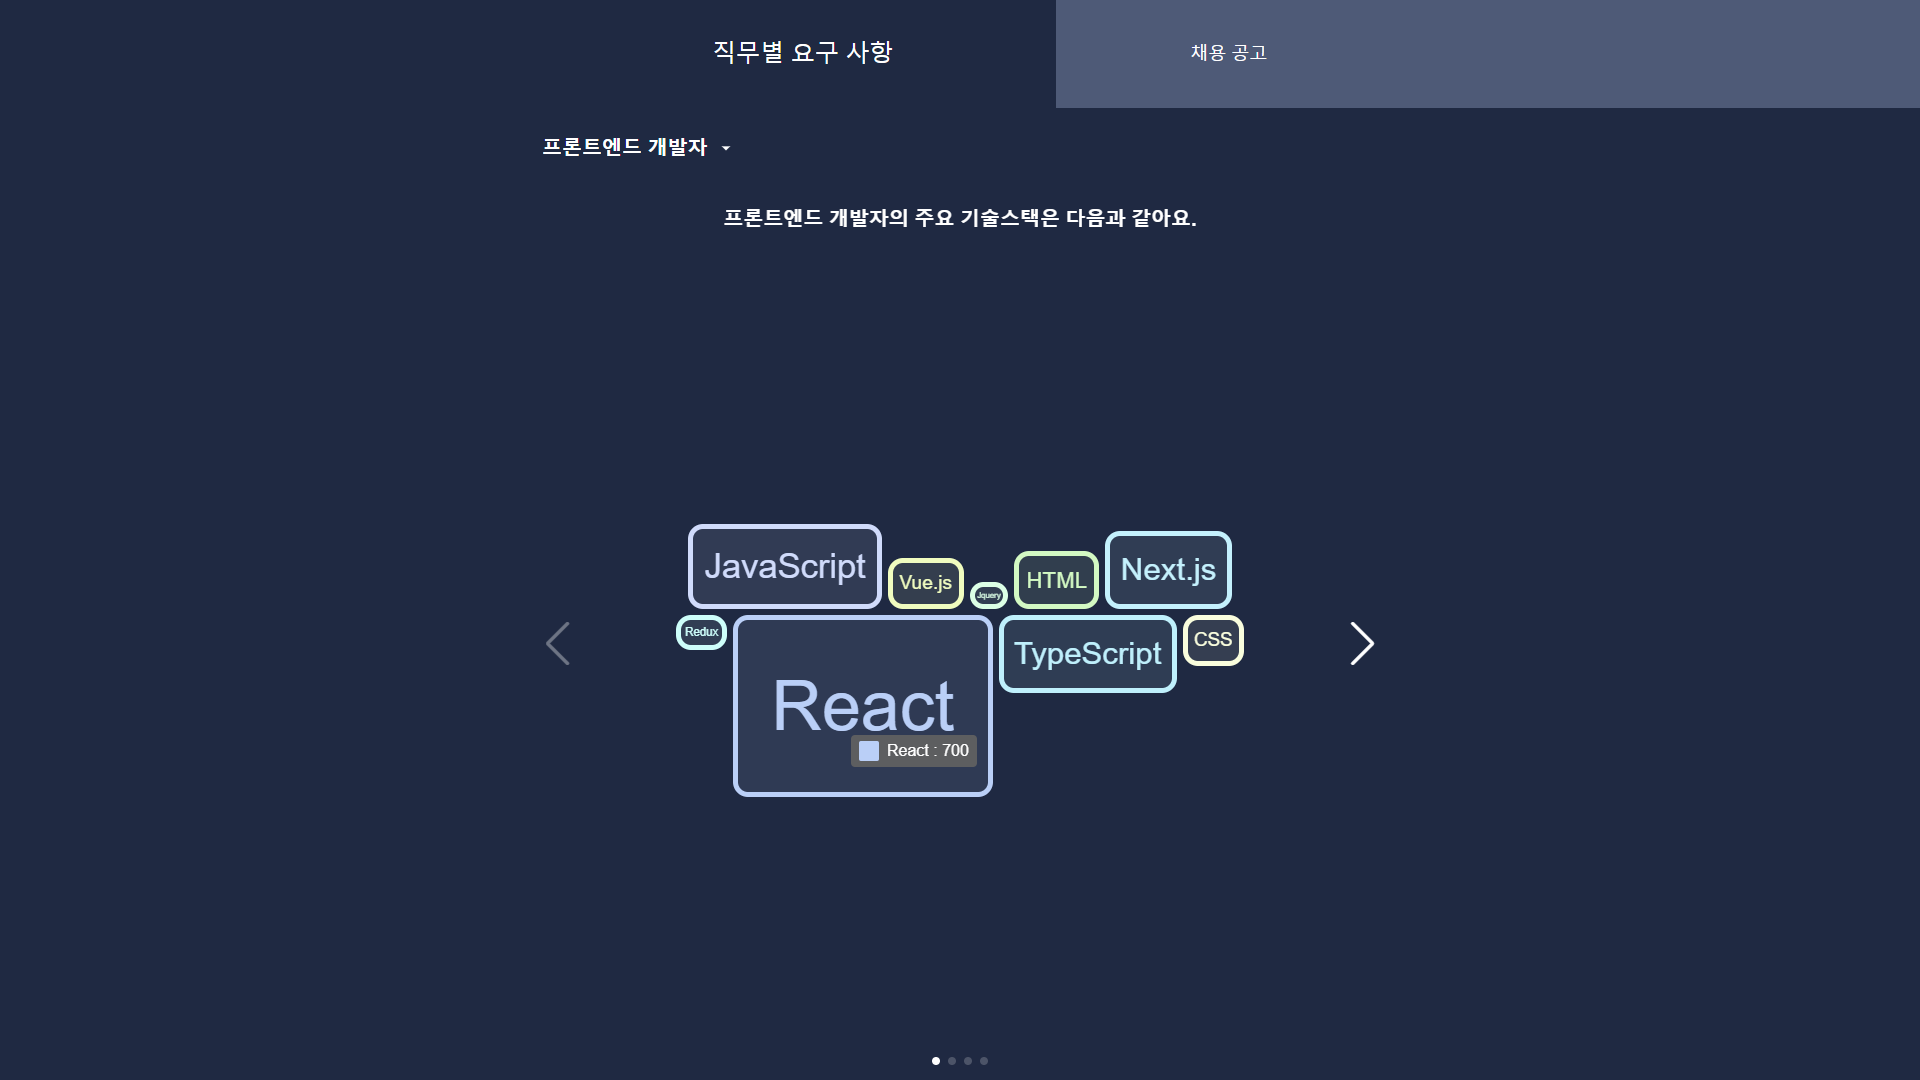 직무별 요구 사항
채용 공고
프론트엔드 개발자
프론트엔드 개발자의 주요 기술스택은 다음과 같아요.
JavaScript
Vue.js
Jquery
HTML
Next.js
Redux
React
TypeScript
CSS
React : 700